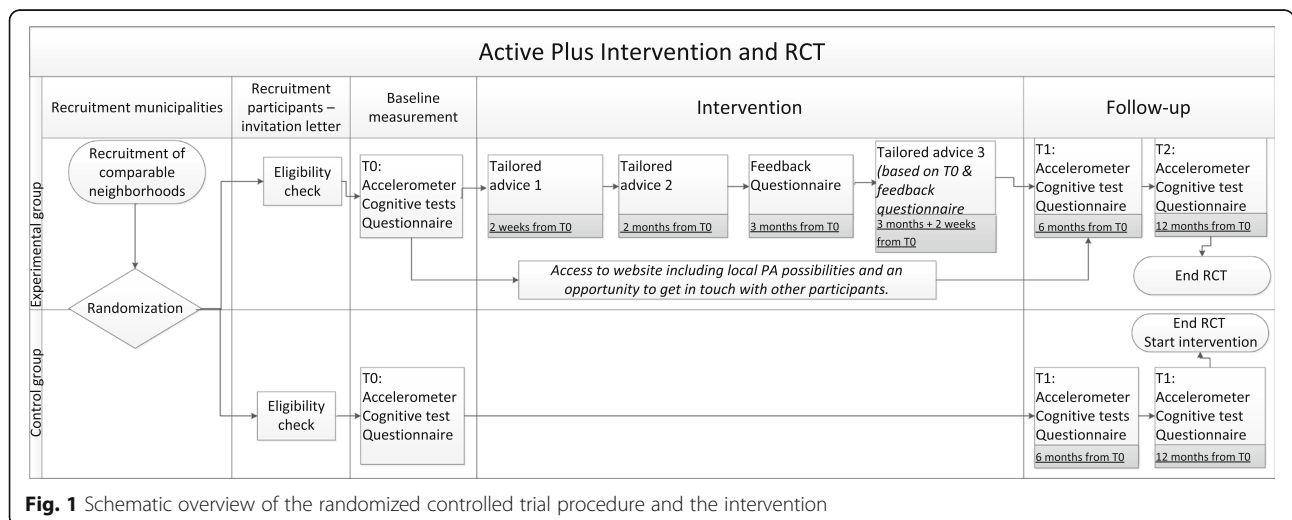 Active Plus Intervention and RCT
Recruitment municipalities
Recruitment
participants –
invitation letter
Baseline
measurement
Intervention
Follow-up
Experimental group
Recruitment of
comparable
neighborhoods
Randomization
Eligibility
check
T0:
Accelerometer
Cognitive tests
Questionnaire
Tailored
advice 1
2 weeks from T0
Tailored
advice 2
2 months from T0
Feedback
Questionnaire
3 months from T0
Tailored advice 3
(based on T0 &
feedback
questionnaire
3 months + 2 weeks
from T0
T1:
Accelerometer
Cognitive test
Questionnaire
6 months from T0
T2:
Accelerometer
Cognitive test
Questionnaire
12 months from T0
Access to website including local PA possibilities and an
opportunity to get in touch with other participants.
End RCT
Control group
Eligibility
check
T0:
Accelerometer
Cognitive test
Questionnaire
T1:
Accelerometer
Cognitive tests
Questionnaire
6 months from T0
T1:
Accelerometer
Cognitive test
Questionnaire
12 months from T0
End RCT
Start intervention
Fig. 1 Schematic overview of the randomized controlled trial procedure and the intervention